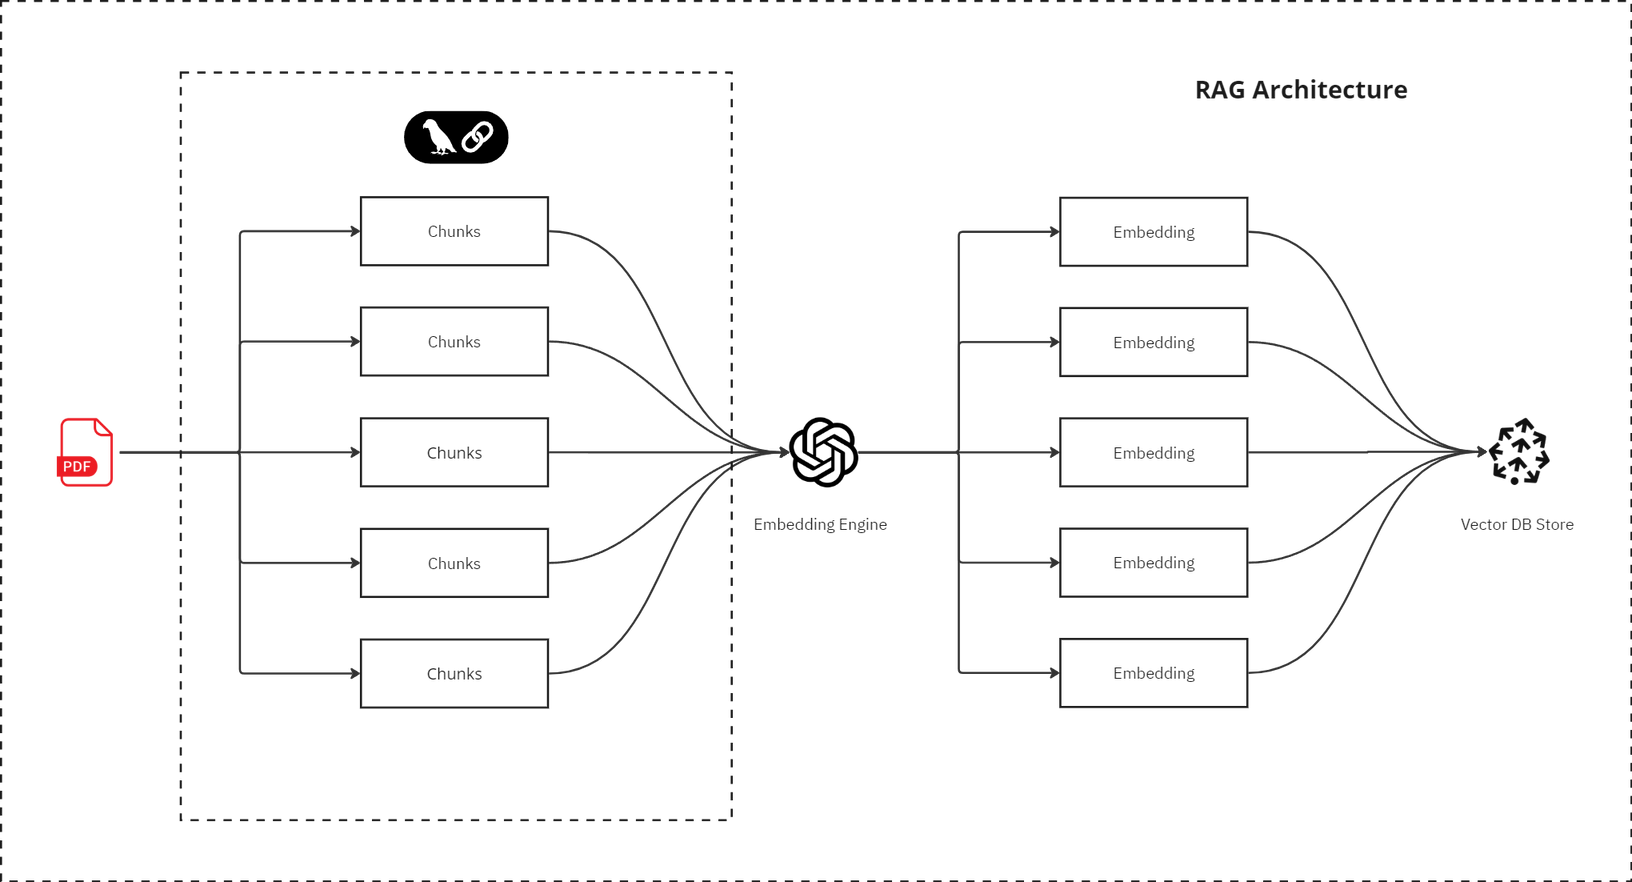 RAG Architecture
Chunks
Chunks
Chunks
Chunks
Chunks
PDF
Embedding Engine
Embedding
Embedding
Embedding
Embedding
Embedding
Vector DB Store